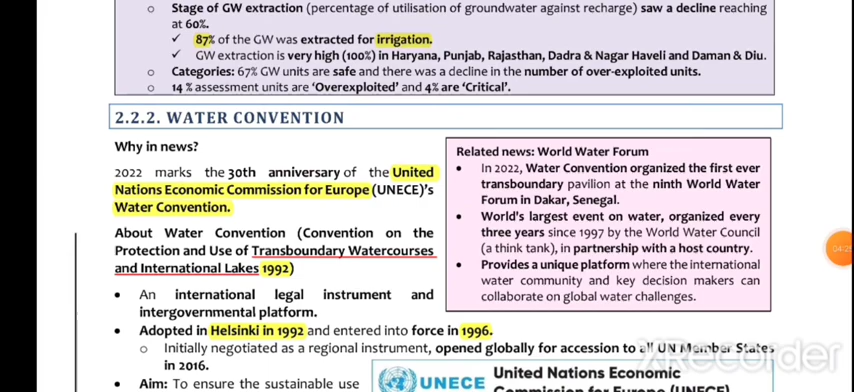 o Stage of GW extraction (percentage of utilisation of groundwater against recharge) saw a decline reaching
at 60%.
✓ 87% of the GW was extracted for irrigation.
✓ GW extraction is very high (100%) in Haryana, Punjab, Rajasthan, Dadra & Nagar Haveli and Daman & Diu.
o Categories: 67% GW units are safe and there was a decline in the number of over-exploited units.
o 14 % assessment units are 'Overexploited' and 4% are 'Critical'.
2.2.2. WATER CONVENTION
Why in news?
2022 marks the 30th anniversary of the United
Nations Economic Commission for Europe (UNECE)'s
Water Convention.
About Water Convention (Convention on the
Protection and Use of Transboundary Watercourses
and International Lakes 1992)
• An international legal instrument and
intergovernmental platform.
• Adopted in Helsinki in 1992 and entered into force in 1996.
o Initially negotiated as a regional instrument, opened globally for accession to all UN Member States
in 2016.
• Aim: To ensure the sustainable use
Related news: World Water Forum
• In 2022, Water Convention organized the first ever
transboundary pavilion at the ninth World Water
Forum in Dakar, Senegal.
• World's largest event on water, organized every
three years since 1997 by the World Water Council
(a think tank), in partnership with a host country.
• Provides a unique platform where the international
water community and key decision makers can
collaborate on global water challenges.
04:25
XRecorder
UNECE
United Nations Economic
Commission for Europe (UNECE)